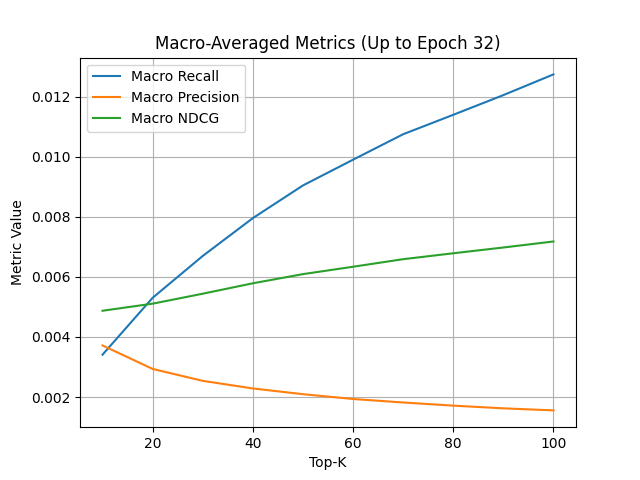 Macro-Averaged Metrics (Up to Epoch 32)
Macro Recall
Macro Precision
Macro NDCG
Metric Value
0.012
0.010
0.008
0.006
0.004
0.002
20 40 60 80 100
Top-K